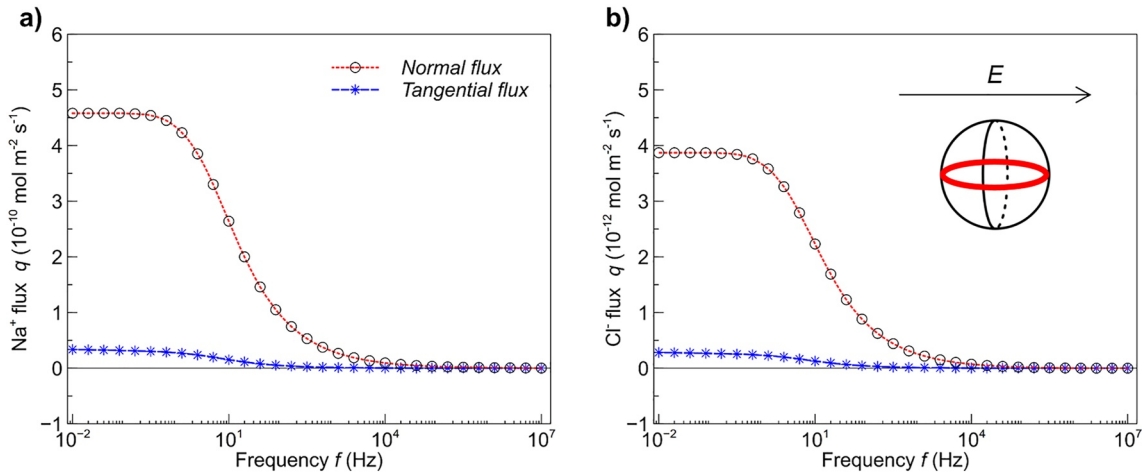 a)
6
5
4
3
2
1
0
−1
Na⁺ flux q (10⁻¹⁰ mol m⁻² s⁻¹)
Normal flux
Tangential flux
10⁻² 10¹ 10⁴ 10⁷
Frequency f (Hz)
b)
6
5
4
3
2
1
0
−1
Cl⁻ flux q (10⁻¹² mol m⁻² s⁻¹)
E
10⁻² 10¹ 10⁴ 10⁷
Frequency f (Hz)